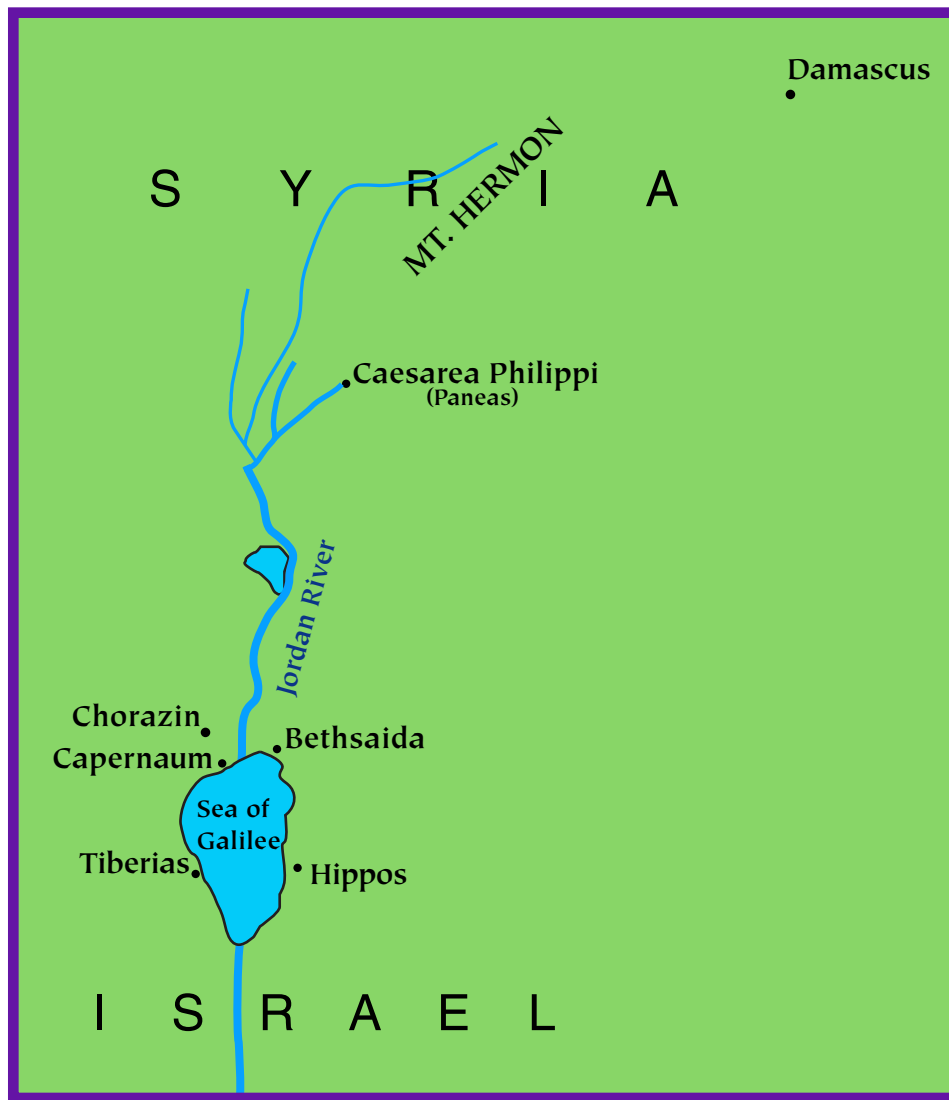 Damascus
S Y R I A
MT. HERMON
Caesarea Philippi
(Paneas)
Jordan River
Chorazin
Bethsaida
Capernaum
Sea of
Galilee
Tiberias
Hippos
I S R A E L